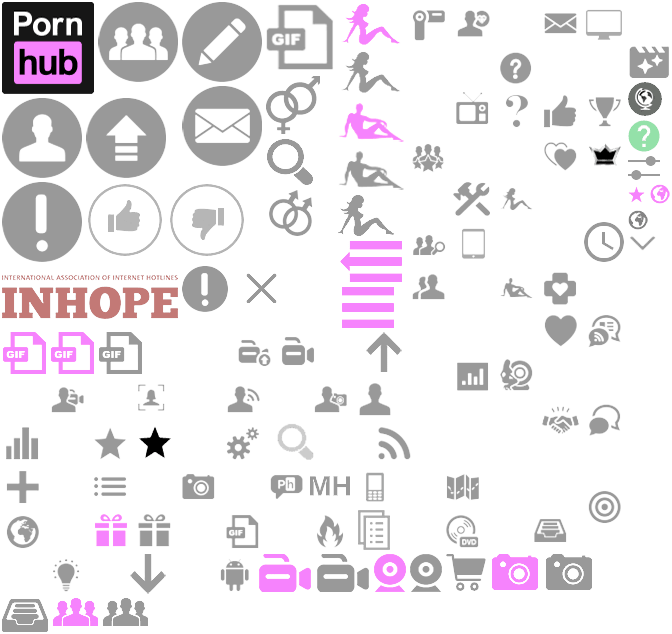 Porn
hub
GIF
INTERNATIONAL ASSOCIATION OF INTERNET HOTLINES
INHOPE
GIF
GIF
GIF
Ph
MH
GIF
DVD